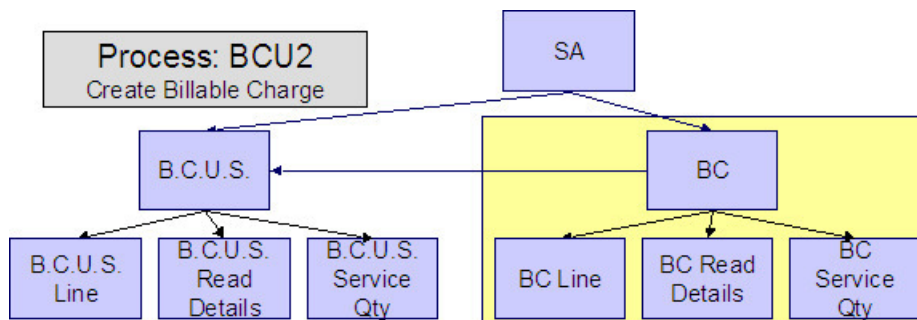 Process: BCU2
Create Billable Charge
SA
B.C.U.S.
BC
B.C.U.S.
Line
B.C.U.S.
Read
Details
B.C.U.S.
Service
Qty
BC Line
BC Read
Details
BC
Service
Qty